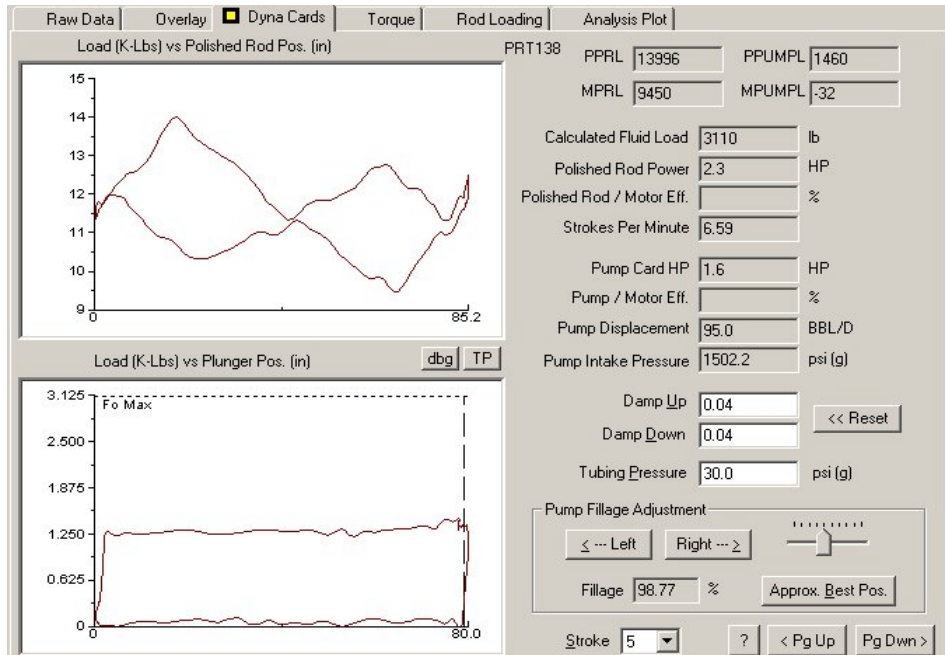 Raw Data Overlay Dyna Cards Torque Rod Loading Analysis Plot
Load (K-Lbs) vs Polished Rod Pos. (in)
15
14
13
12
11
10
9
0 85.2
Load (K-Lbs) vs Plunger Pos. (in) dbg TP
3.125
Fo Max
2.500
1.875
1.250
0.625
0
0 80.0
PRT138
PPRL 13996 PPUMPL 1460
MPRL 9450 MPUMPL -32
Calculated Fluid Load 3110 lb
Polished Rod Power 2.3 HP
Polished Rod / Motor Eff. %
Strokes Per Minute 6.59
Pump Card HP 1.6 HP
Pump / Motor Eff. %
Pump Displacement 95.0 BBL/D
Pump Intake Pressure 1502.2 psi (g)
Damp Up 0.04
<< Reset
Damp Down 0.04
Tubing Pressure 30.0 psi (g)
Pump Fillage Adjustment
< --- Left Right --- >
Fillage 98.77 % Approx. Best Pos.
Stroke 5 ? < Pg Up Pg Dwn >